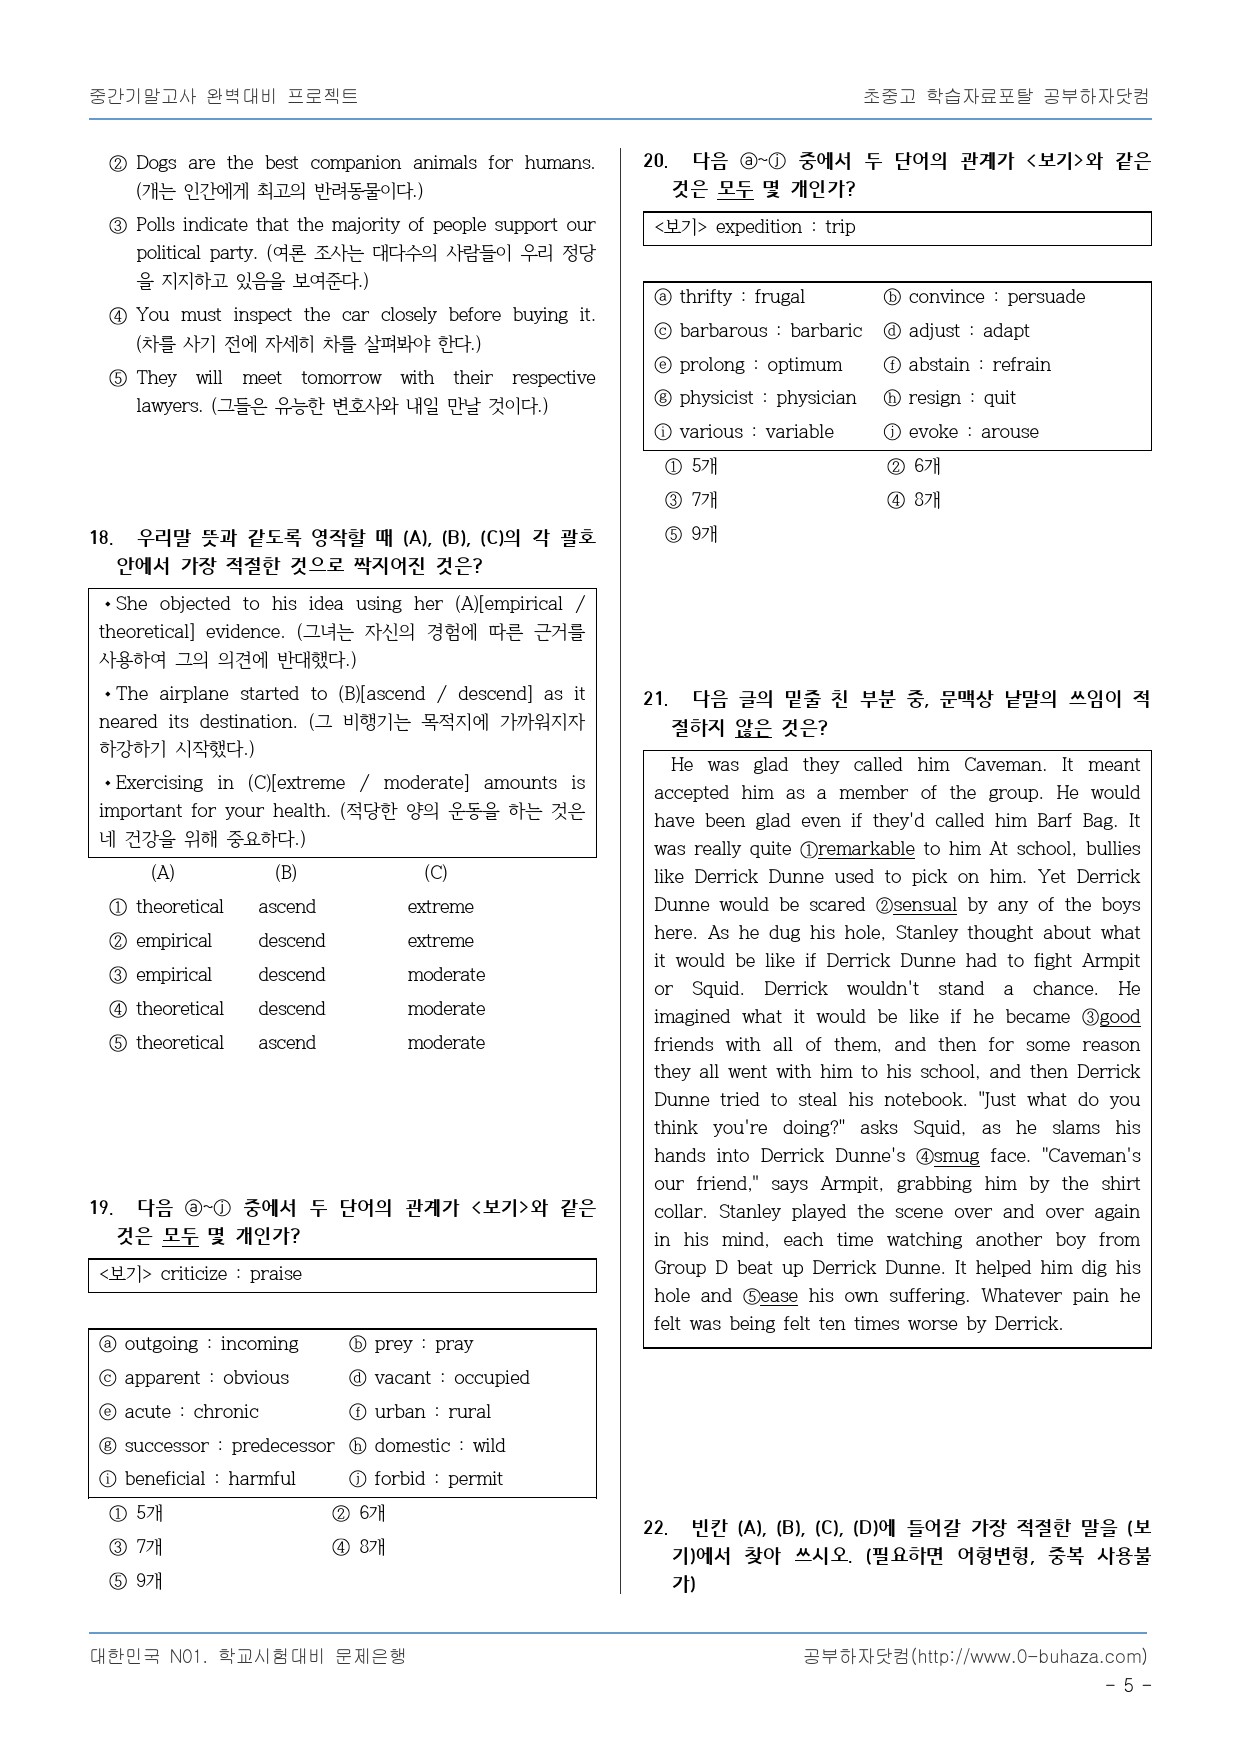 중간기말고사 완벽대비 프로젝트
초중고 학습자료포탈 공부하자닷컴
② Dogs are the best companion animals for humans.
(개는 인간에게 최고의 반려동물이다.)
③ Polls indicate that the majority of people support our
political party. (여론 조사는 대다수의 사람들이 우리 정당
을 지지하고 있음을 보여준다.)
④ You must inspect the car closely before buying it.
(차를 사기 전에 자세히 차를 살펴봐야 한다.)
⑤ They will meet tomorrow with their respective
lawyers. (그들은 유능한 변호사와 내일 만날 것이다.)
18. 우리말 뜻과 같도록 영작할 때 (A), (B), (C)의 각 괄호
안에서 가장 적절한 것으로 짝지어진 것은?
•She objected to his idea using her (A)[empirical /
theoretical] evidence. (그녀는 자신의 경험에 따른 근거를
사용하여 그의 의견에 반대했다.)
•The airplane started to (B)[ascend / descend] as it
neared its destination. (그 비행기는 목적지에 가까워지자
하강하기 시작했다.)
•Exercising in (C)[extreme / moderate] amounts is
important for your health. (적당한 양의 운동을 하는 것은
네 건강을 위해 중요하다.)
(A) (B) (C)
① theoretical ascend extreme
② empirical descend extreme
③ empirical descend moderate
④ theoretical descend moderate
⑤ theoretical ascend moderate
19. 다음 ⓐ~ⓙ 중에서 두 단어의 관계가 <보기>와 같은
것은 모두 몇 개인가?
<보기> criticize : praise
ⓐ outgoing : incoming ⓑ prey : pray
ⓒ apparent : obvious ⓓ vacant : occupied
ⓔ acute : chronic ⓕ urban : rural
ⓖ successor : predecessor ⓗ domestic : wild
ⓘ beneficial : harmful ⓙ forbid : permit
① 5개 ② 6개
③ 7개 ④ 8개
⑤ 9개
20. 다음 ⓐ~ⓙ 중에서 두 단어의 관계가 <보기>와 같은
것은 모두 몇 개인가?
<보기> expedition : trip
ⓐ thrifty : frugal ⓑ convince : persuade
ⓒ barbarous : barbaric ⓓ adjust : adapt
ⓔ prolong : optimum ⓕ abstain : refrain
ⓖ physicist : physician ⓗ resign : quit
ⓘ various : variable ⓙ evoke : arouse
① 5개 ② 6개
③ 7개 ④ 8개
⑤ 9개
21. 다음 글의 밑줄 친 부분 중, 문맥상 낱말의 쓰임이 적
절하지 않은 것은?
He was glad they called him Caveman. It meant
accepted him as a member of the group. He would
have been glad even if they'd called him Barf Bag. It
was really quite ①remarkable to him At school, bullies
like Derrick Dunne used to pick on him. Yet Derrick
Dunne would be scared ②sensual by any of the boys
here. As he dug his hole, Stanley thought about what
it would be like if Derrick Dunne had to fight Armpit
or Squid. Derrick wouldn't stand a chance. He
imagined what it would be like if he became ③good
friends with all of them, and then for some reason
they all went with him to his school, and then Derrick
Dunne tried to steal his notebook. "Just what do you
think you're doing?" asks Squid, as he slams his
hands into Derrick Dunne's ④smug face. "Caveman's
our friend," says Armpit, grabbing him by the shirt
collar. Stanley played the scene over and over again
in his mind, each time watching another boy from
Group D beat up Derrick Dunne. It helped him dig his
hole and ⑤ease his own suffering. Whatever pain he
felt was being felt ten times worse by Derrick.
22. 빈칸 (A), (B), (C), (D)에 들어갈 가장 적절한 말을 (보
기)에서 찾아 쓰시오. (필요하면 어형변형, 중복 사용불
가)
대한민국 N01. 학교시험대비 문제은행
공부하자닷컴(http://www.0-buhaza.com)
- 5 -